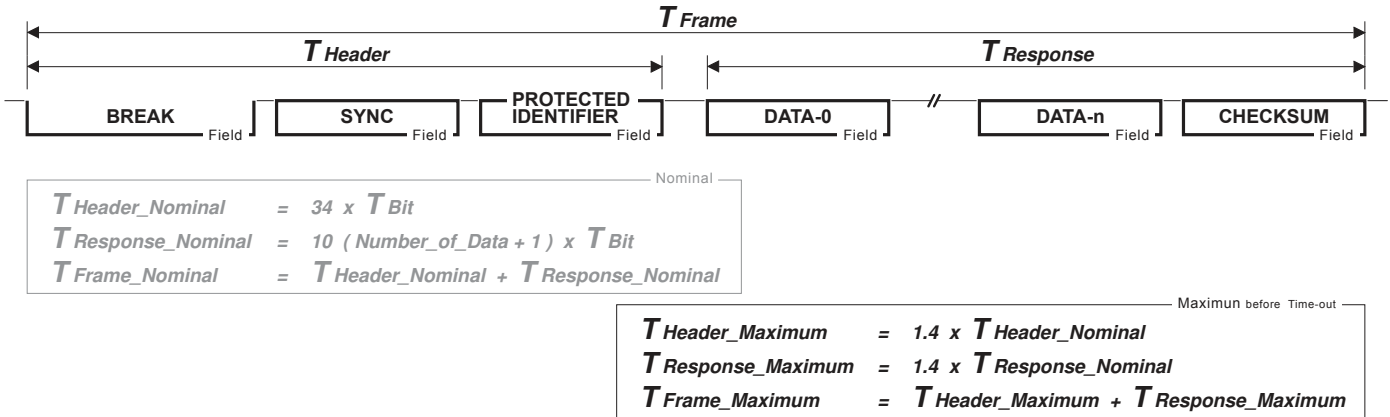 T Frame
T Header
T Response
BREAK
Field
SYNC
Field
PROTECTED
IDENTIFIER
Field
DATA-0
Field
DATA-n
Field
CHECKSUM
Field
Nominal
T Header_Nominal = 34 x T Bit
T Response_Nominal = 10 ( Number_of_Data + 1 ) x T Bit
T Frame_Nominal = T Header_Nominal + T Response_Nominal
Maximun before Time-out
T Header_Maximum = 1.4 x T Header_Nominal
T Response_Maximum = 1.4 x T Response_Nominal
T Frame_Maximum = T Header_Maximum + T Response_Maximum